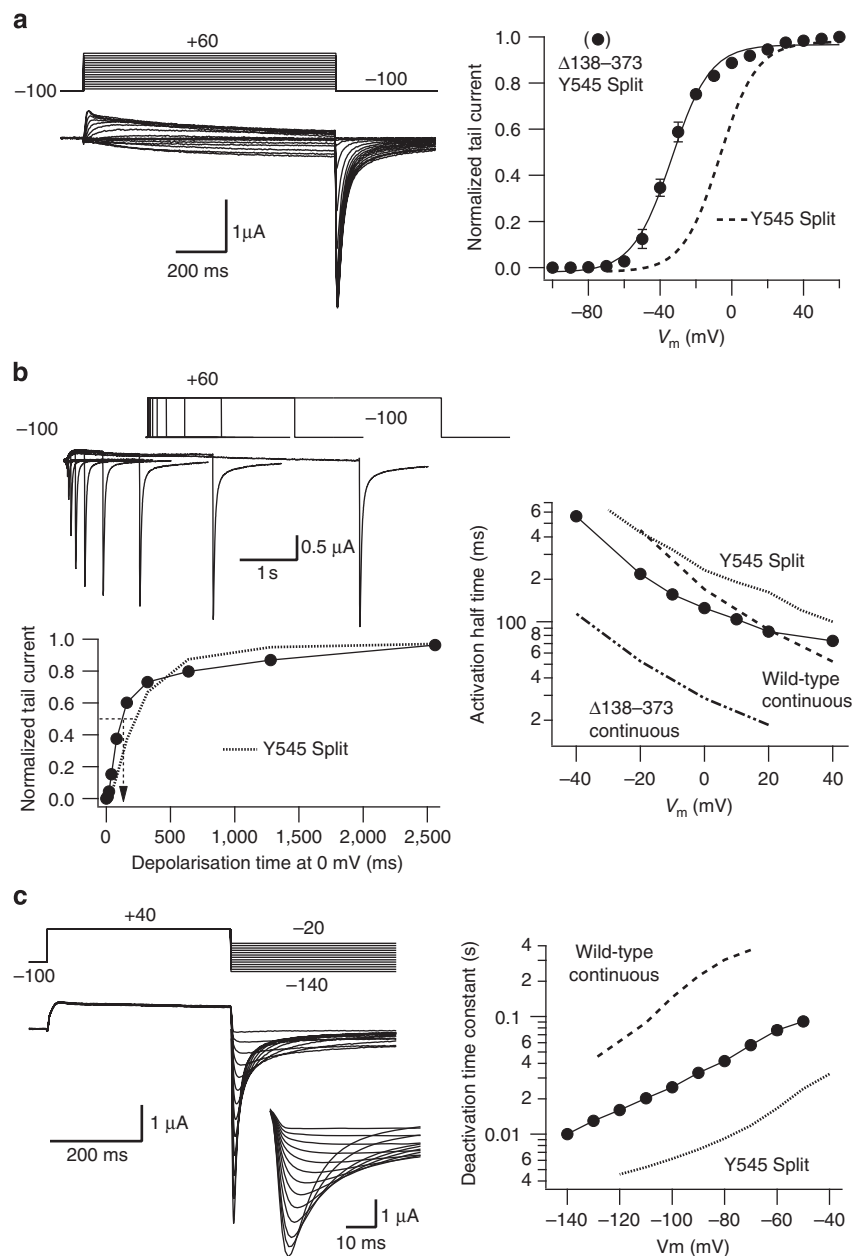 a
+60
−100
−100
1μA
200 ms
Normalized tail current
1.0
0.8
0.6
0.4
0.2
0.0
(●)
Δ138–373
Y545 Split
Y545 Split
−80
−40
0
40
Vm (mV)
b
+60
−100
−100
0.5 μA
1 s
Normalized tail current
1.0
0.8
0.6
0.4
0.2
0.0
Y545 Split
0
500
1,000
1,500
2,000
2,500
Depolarisation time at 0 mV (ms)
Activation half time (ms)
6
4
2
100
8
6
4
2
Y545 Split
Wild-type
continuous
Δ138–373
continuous
−40
−20
0
20
40
Vm (mV)
c
+40
−20
−100
−140
1 μA
200 ms
1 μA
10 ms
Deactivation time constant (s)
4
2
0.1
6
4
2
0.01
6
4
Wild-type
continuous
Y545 Split
−140
−120
−100
−80
−60
−40
Vm (mV)